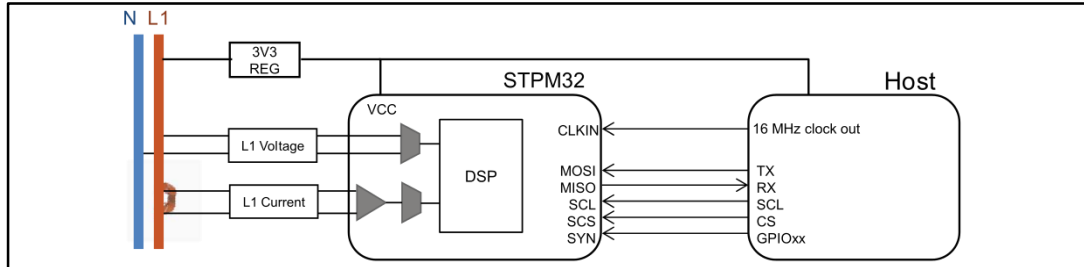 N L1
3V3
REG
STPM32
Host
VCC
CLKIN
16 MHz clock out
L1 Voltage
DSP
MOSI
TX
MISO
RX
L1 Current
SCL
SCL
SCS
CS
SYN
GPIOxx